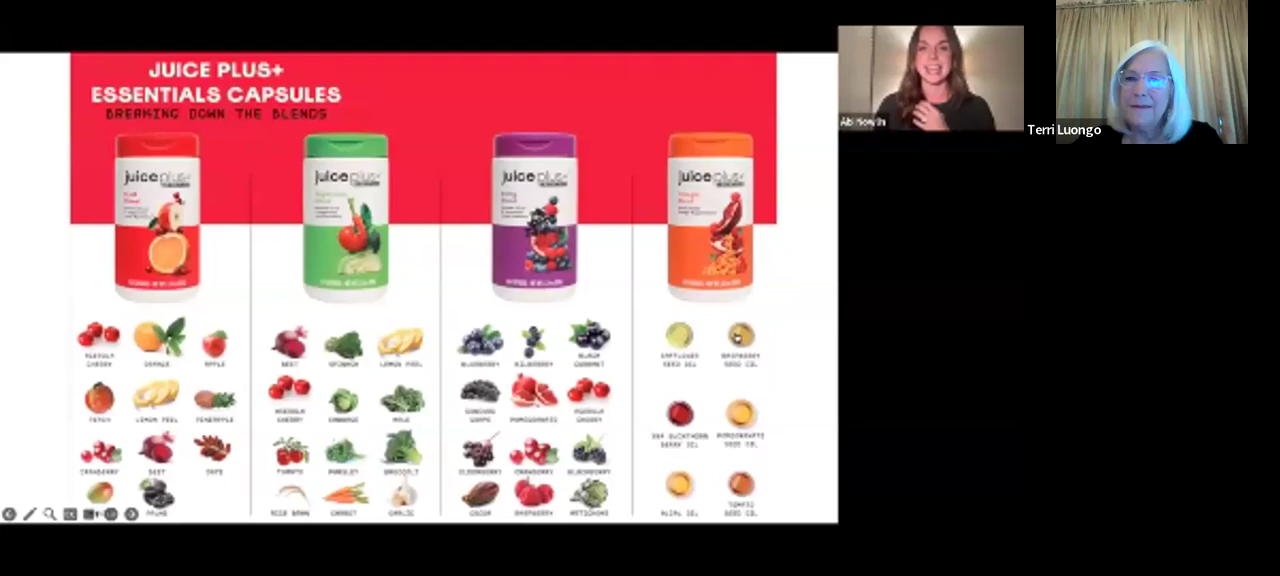 JUICE PLUS+
ESSENTIALS CAPSULES
BREAKING DOWN THE BLENDS
juice plus+
juice plus+
juice plus+
juice plus+
ACEROLA CHERRY
ORANGE
APPLE
PEACH
LEMON PEEL
PINEAPPLE
CRANBERRY
BEET
DATE
PRUNE
BEET
SPINACH
LEMON PEEL
ACEROLA CHERRY
CABBAGE
KALE
TOMATO
PARSLEY
BROCCOLI
RICE BRAN
CARROT
GARLIC
BLUEBERRY
BILBERRY
BLACK CURRANT
CONCORD GRAPE
POMEGRANATE
ACEROLA CHERRY
ELDERBERRY
CRANBERRY
BLACKBERRY
COCOA
RASPBERRY
ARTICHOKE
SAFFLOWER SEED OIL
RASPBERRY SEED OIL
SEA BUCKTHORN BERRY OIL
POMEGRANATE SEED OIL
ALGAL OIL
TOMATO SEED OIL
Terri Luongo